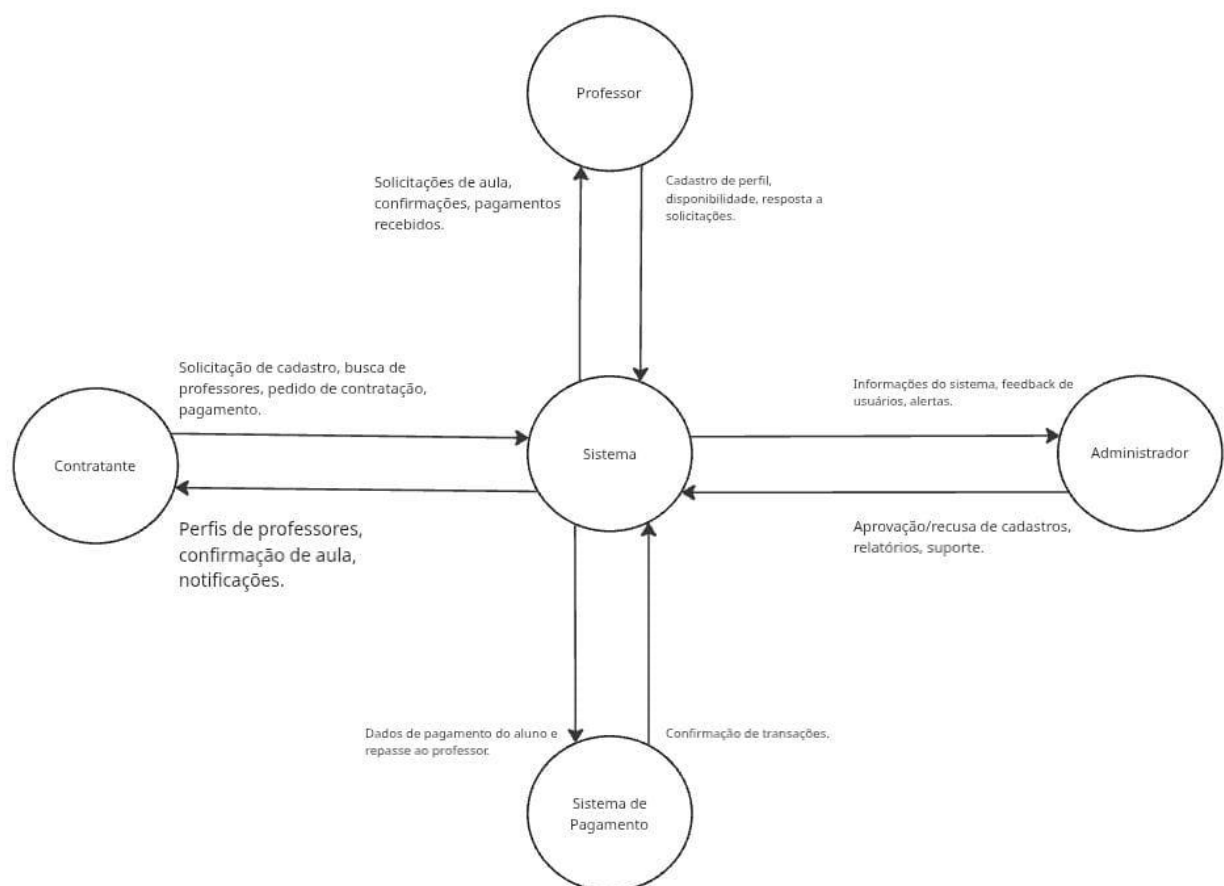 Professor
Solicitações de aula,
confirmações, pagamentos
recebidos.
Cadastro de perfil,
disponibilidade, resposta a
solicitações.
Solicitação de cadastro, busca de
professores, pedido de contratação,
pagamento.
Informações do sistema, feedback de
usuários, alertas.
Contratante
Sistema
Administrador
Perfis de professores,
confirmação de aula,
notificações.
Aprovação/recusa de cadastros,
relatórios, suporte.
Dados de pagamento do aluno e
repasse ao professor.
Confirmação de transações.
Sistema de
Pagamento